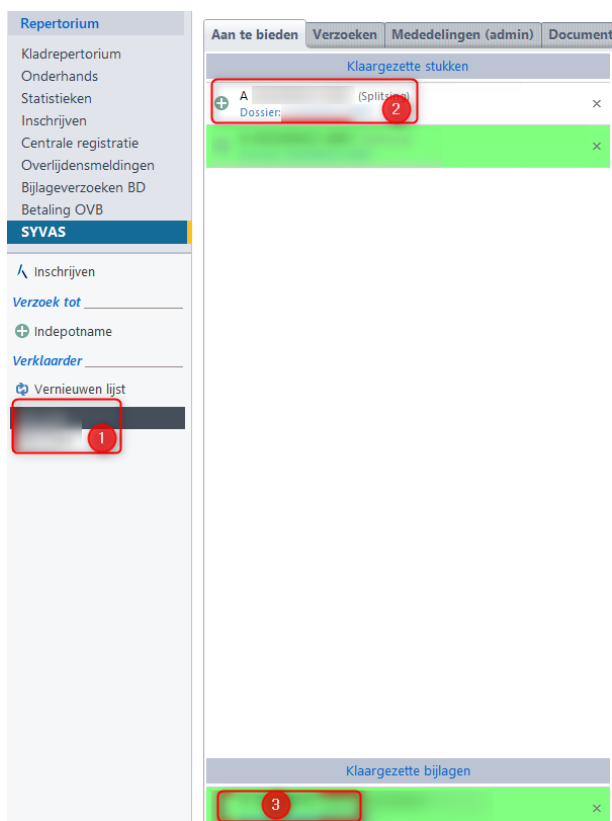 Repertorium
Kladrepertorium
Onderhands
Statistieken
Inschrijven
Centrale registratie
Overlijdensmeldingen
Bijlageverzoeken BD
Betaling OVB
SYVAS
Inschrijven
Verzoek tot
Indepotname
Verklaarder
Vernieuwen lijst
1
Aan te bieden Verzoeken Mededelingen (admin) Document
Klaargezette stukken
A (Splitsing)
Dossier:
2
Klaargezette bijlagen
3